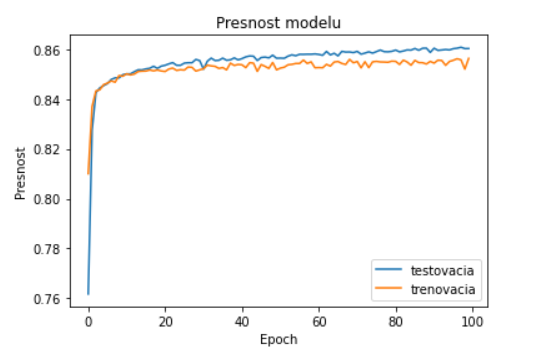 Presnost modelu
Presnost
0.86
0.84
0.82
0.80
0.78
0.76
0 20 40 60 80 100
Epoch
testovacia
trenovacia